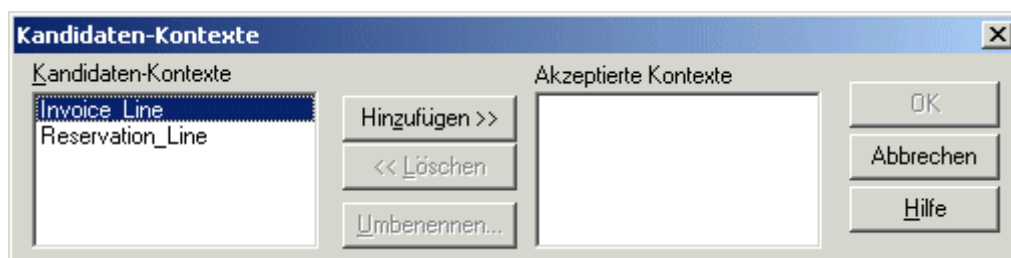 Kandidaten-Kontexte
Kandidaten-Kontexte
Invoice_Line
Reservation_Line
Hinzufügen >>
<< Löschen
Umbenennen...
Akzeptierte Kontexte
OK
Abbrechen
Hilfe